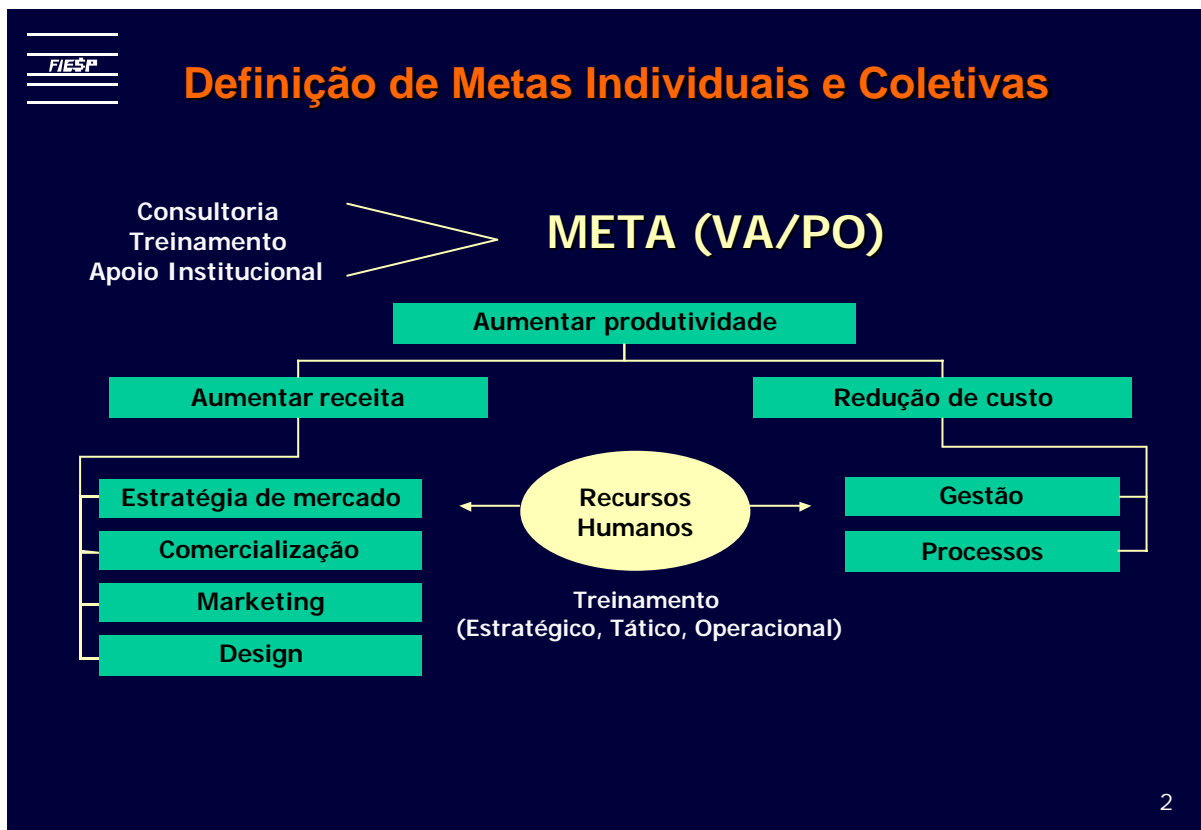 FIESP
Definição de Metas Individuais e Coletivas
Consultoria
Treinamento
Apoio Institucional
META (VA/PO)
Aumentar produtividade
Aumentar receita
Redução de custo
Estratégia de mercado
Comercialização
Marketing
Design
Recursos
Humanos
Treinamento
(Estratégico, Tático, Operacional)
Gestão
Processos
2